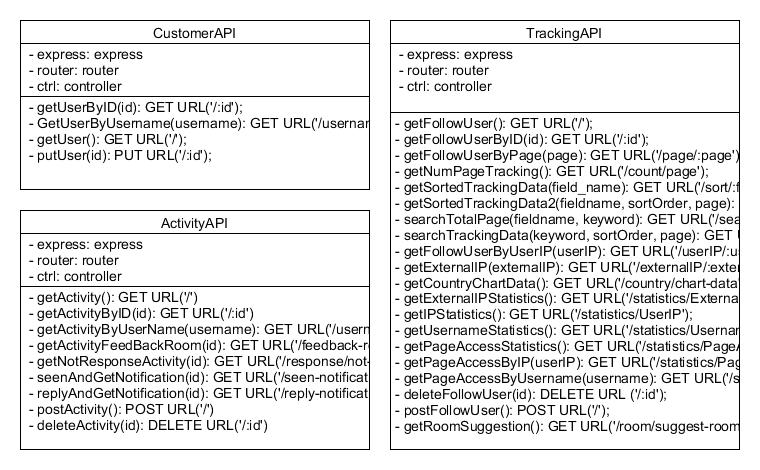 CustomerAPI
- express: express
- router: router
- ctrl: controller
- getUserByID(id): GET URL('/:id');
- GetUserByUsername(username): GET URL('/usernar
- getUser(): GET URL('/');
- putUser(id): PUT URL('/:id');
ActivityAPI
- express: express
- router: router
- ctrl: controller
- getActivity(): GET URL('/')
- getActivityByID(id): GET URL('/:id')
- getActivityByUserName(username): GET URL('/usern
- getActivityFeedBackRoom(id): GET URL('/feedback-r
- getNotResponseActivity(id): GET URL('/response/not-
- seenAndGetNotification(id): GET URL('/seen-notificat
- replyAndGetNotification(id): GET URL('/reply-notificat
- postActivity(): POST URL('/')
- deleteActivity(id): DELETE URL('/:id')
TrackingAPI
- express: express
- router: router
- ctrl: controller
- getFollowUser(): GET URL('/');
- getFollowUserByID(id): GET URL('/:id');
- getFollowUserByPage(page): GET URL('/page/:page')
- getNumPageTracking(): GET URL('/count/page');
- getSortedTrackingData(field_name): GET URL('/sort/:f
- getSortedTrackingData2(fieldname, sortOrder, page):
- searchTotalPage(fieldname, keyword): GET URL('/sea
- searchTrackingData(keyword, sortOrder, page): GET U
- getFollowUserByUserIP(userIP): GET URL('/userIP/:u
- getExternalIP(externalIP): GET URL('/externalIP/:exter
- getCountryChartData(): GET URL('/country/chart-data'
- getExternalIPStatistics(): GET URL('/statistics/Externa
- getIPStatistics(): GET URL('/statistics/UserIP');
- getUsernameStatistics(): GET URL('/statistics/Usernar
- getPageAccessStatistics(): GET URL('/statistics/PageA
- getPageAccessByIP(userIP): GET URL('/statistics/Pag
- getPageAccessByUsername(username): GET URL('/s
- deleteFollowUser(id): DELETE URL ('/:id');
- postFollowUser(): POST URL('/');
- getRoomSuggestion(): GET URL('/room/suggest-room